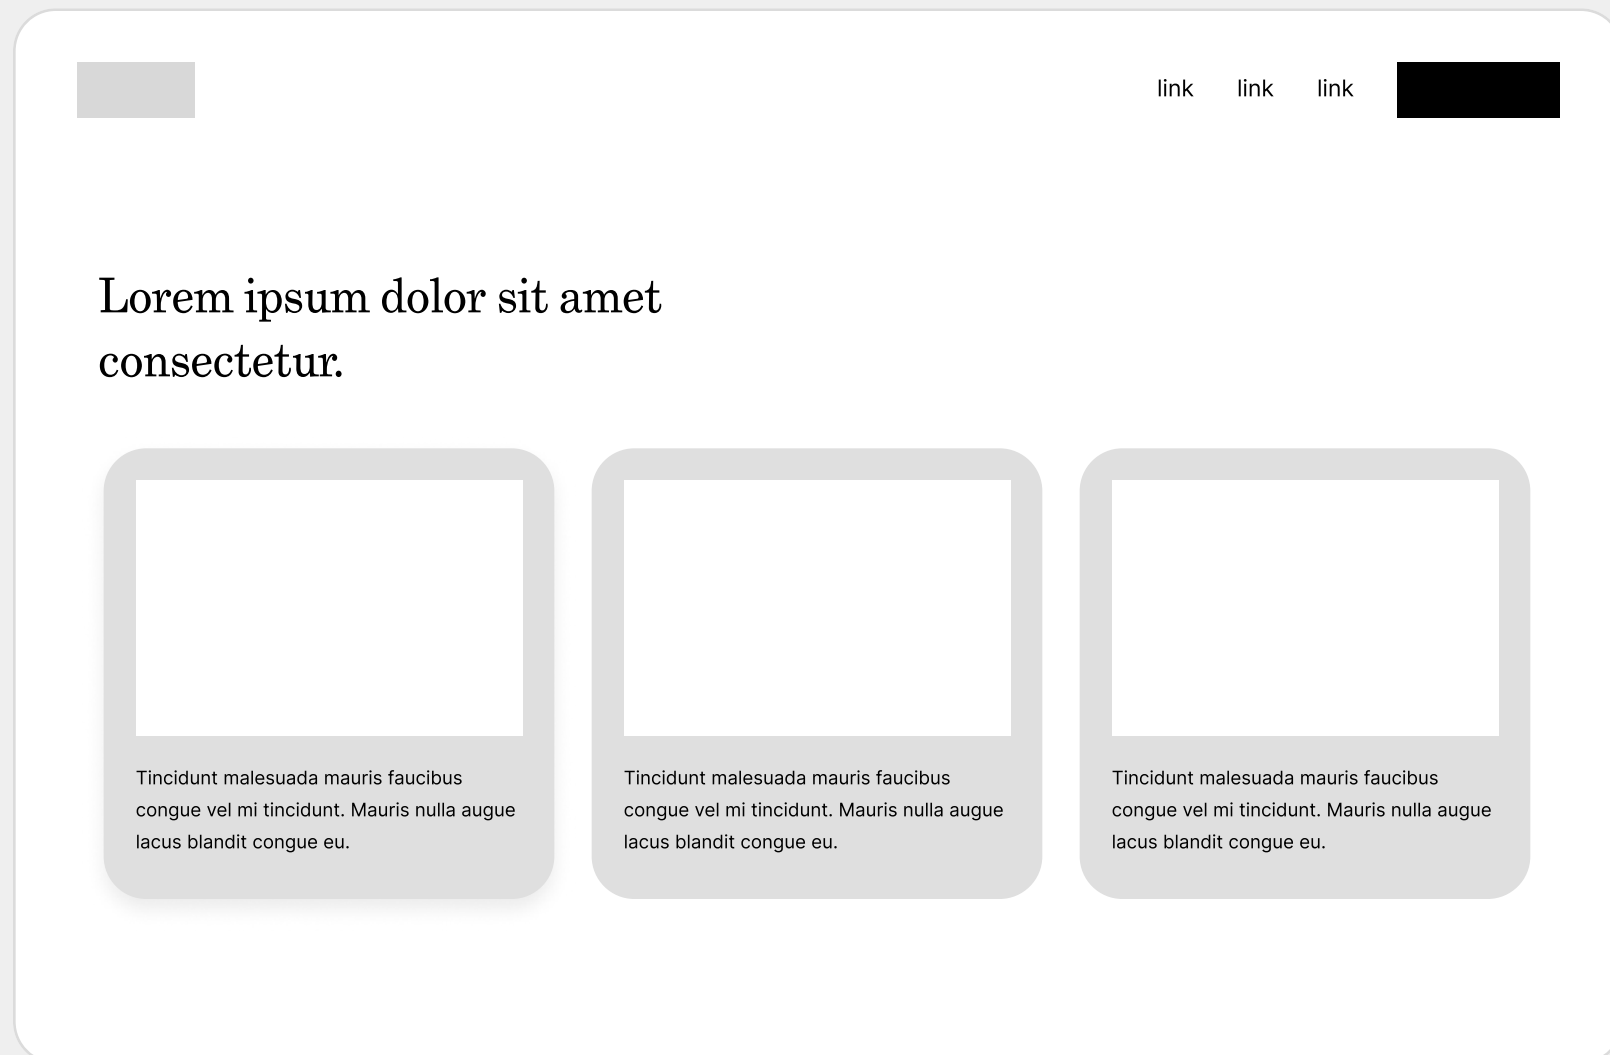 link link link
Lorem ipsum dolor sit amet
consectetur.
Tincidunt malesuada mauris faucibus
congue vel mi tincidunt. Mauris nulla augue
lacus blandit congue eu.
Tincidunt malesuada mauris faucibus
congue vel mi tincidunt. Mauris nulla augue
lacus blandit congue eu.
Tincidunt malesuada mauris faucibus
congue vel mi tincidunt. Mauris nulla augue
lacus blandit congue eu.